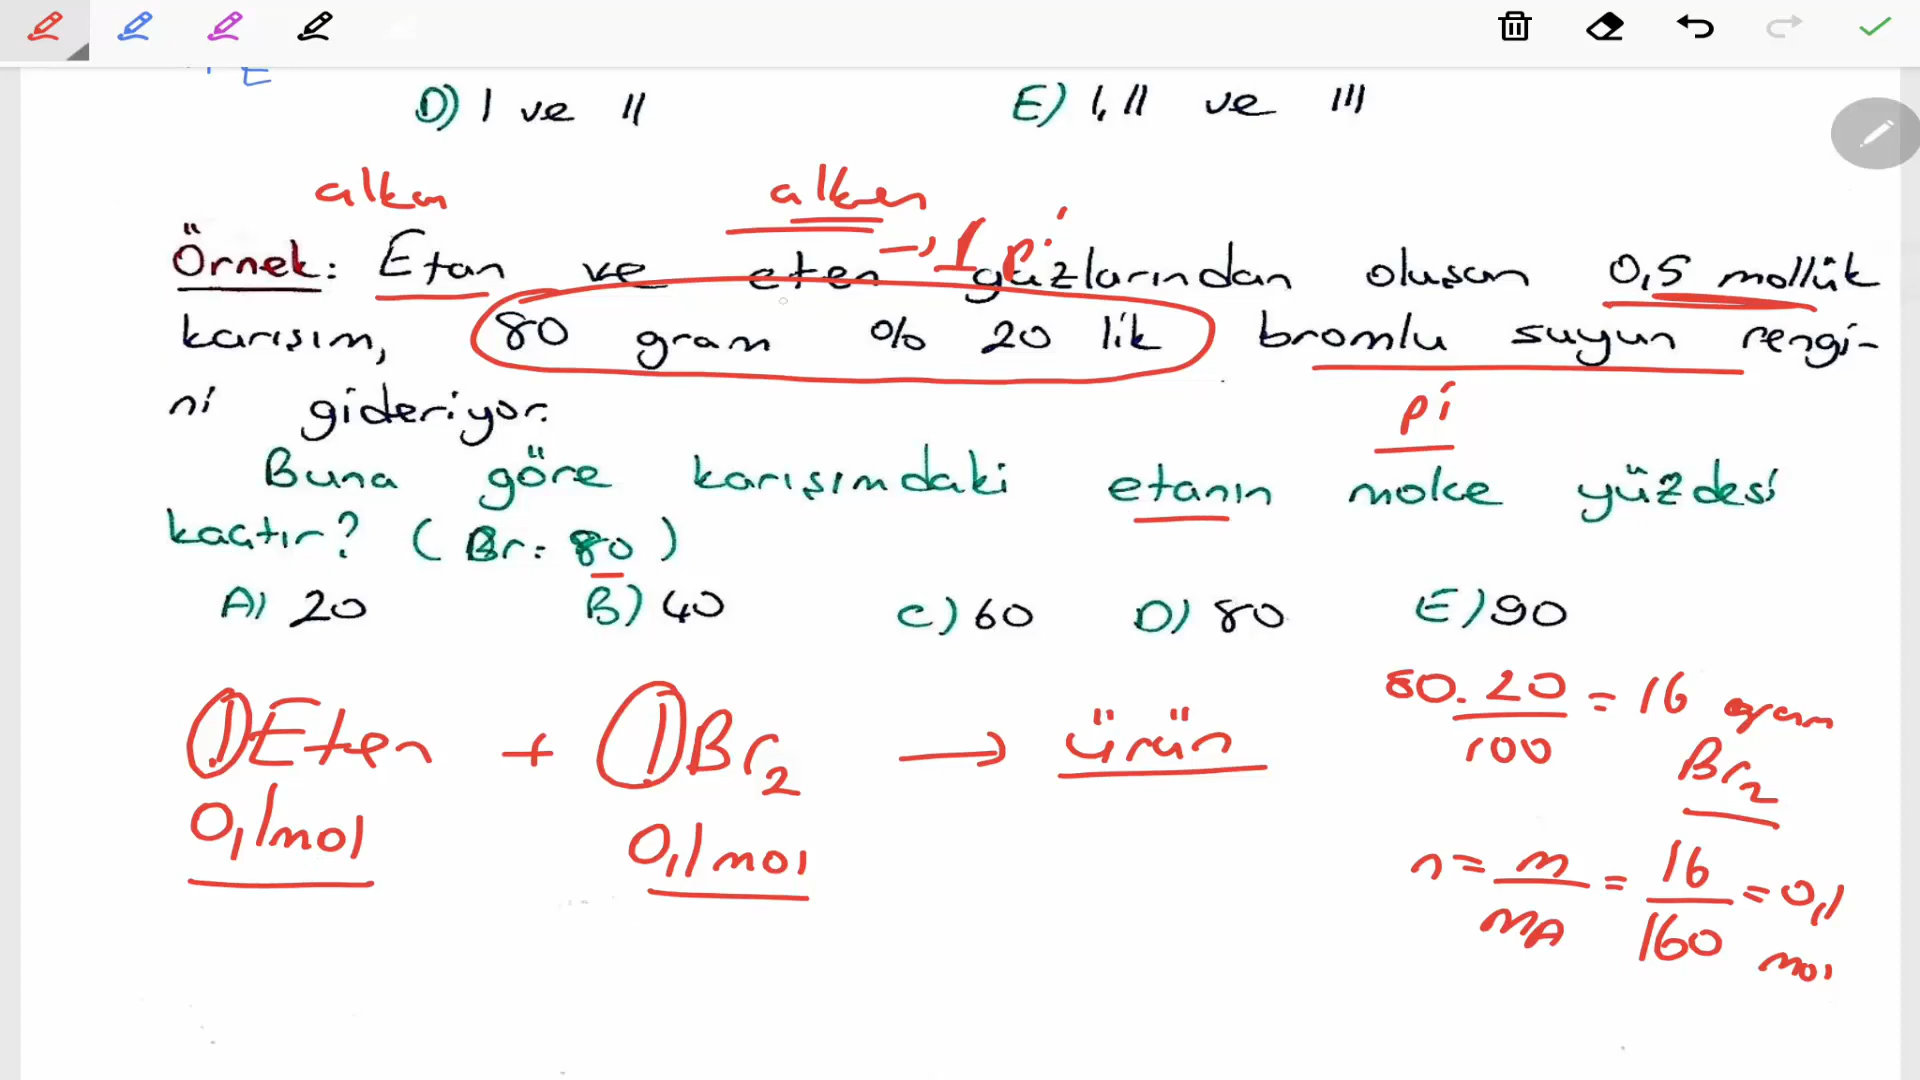 D) I ve II E) I, II ve III
alkan alken
→ 1 pi
Örnek: Etan ve eten gazlarından oluşan 0,5 mollük
karışım, 80 gram % 20 lik bromlu suyun rengi-
ni gideriyor.
pi
Buna göre karışımdaki etanın molce yüzdesi
kaçtır? (Br: 80)
A) 20 B) 40 C) 60 D) 80 E) 90
1 Eten + 1 Br2 → ürün
0,1 mol 0,1 mol
80.20 / 100 = 16 gram
Br2
n = m / MA = 16 / 160 = 0,1
mol